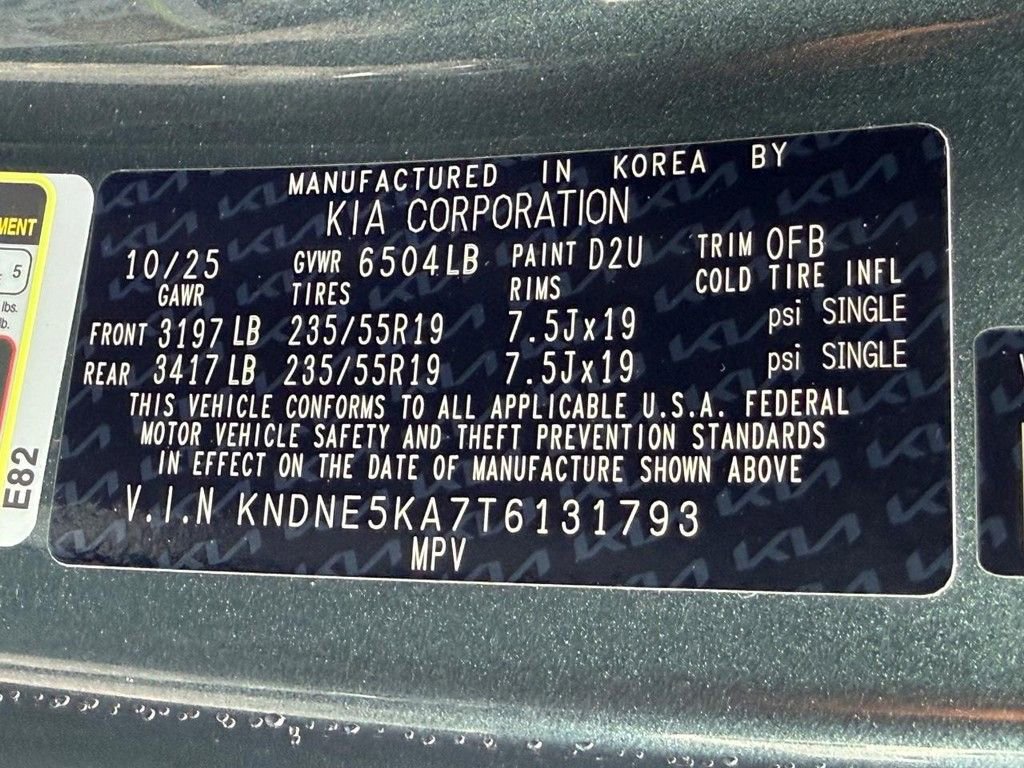 MANUFACTURED IN KOREA BY
KIA CORPORATION
10/25 GVWR 6504LB PAINT D2U TRIM OFB
GAWR TIRES RIMS COLD TIRE INFL
FRONT 3197 LB 235/55R19 7.5Jx19 psi SINGLE
REAR 3417 LB 235/55R19 7.5Jx19 psi SINGLE
THIS VEHICLE CONFORMS TO ALL APPLICABLE U.S.A. FEDERAL
MOTOR VEHICLE SAFETY AND THEFT PREVENTION STANDARDS
IN EFFECT ON THE DATE OF MANUFACTURE SHOWN ABOVE
V.I.N KNDNE5KA7T6131793
MPV
5
lbs.
E82